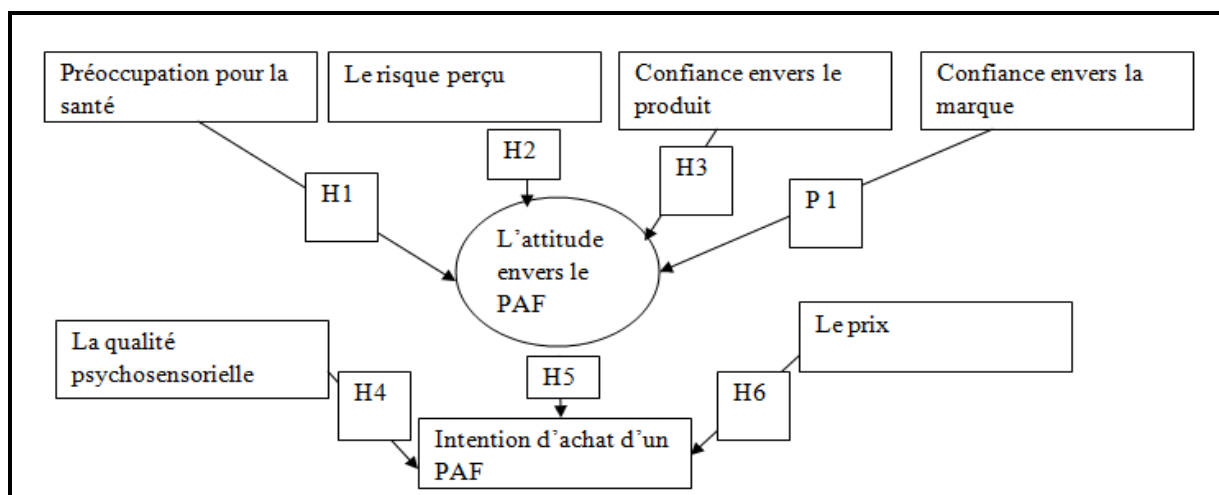 Préoccupation pour la
santé
Le risque perçu
Confiance envers le
produit
Confiance envers la
marque
H2
H3
H1
P 1
L'attitude
envers le
PAF
La qualité
psychosensorielle
Le prix
H5
H4
H6
Intention d'achat d'un
PAF